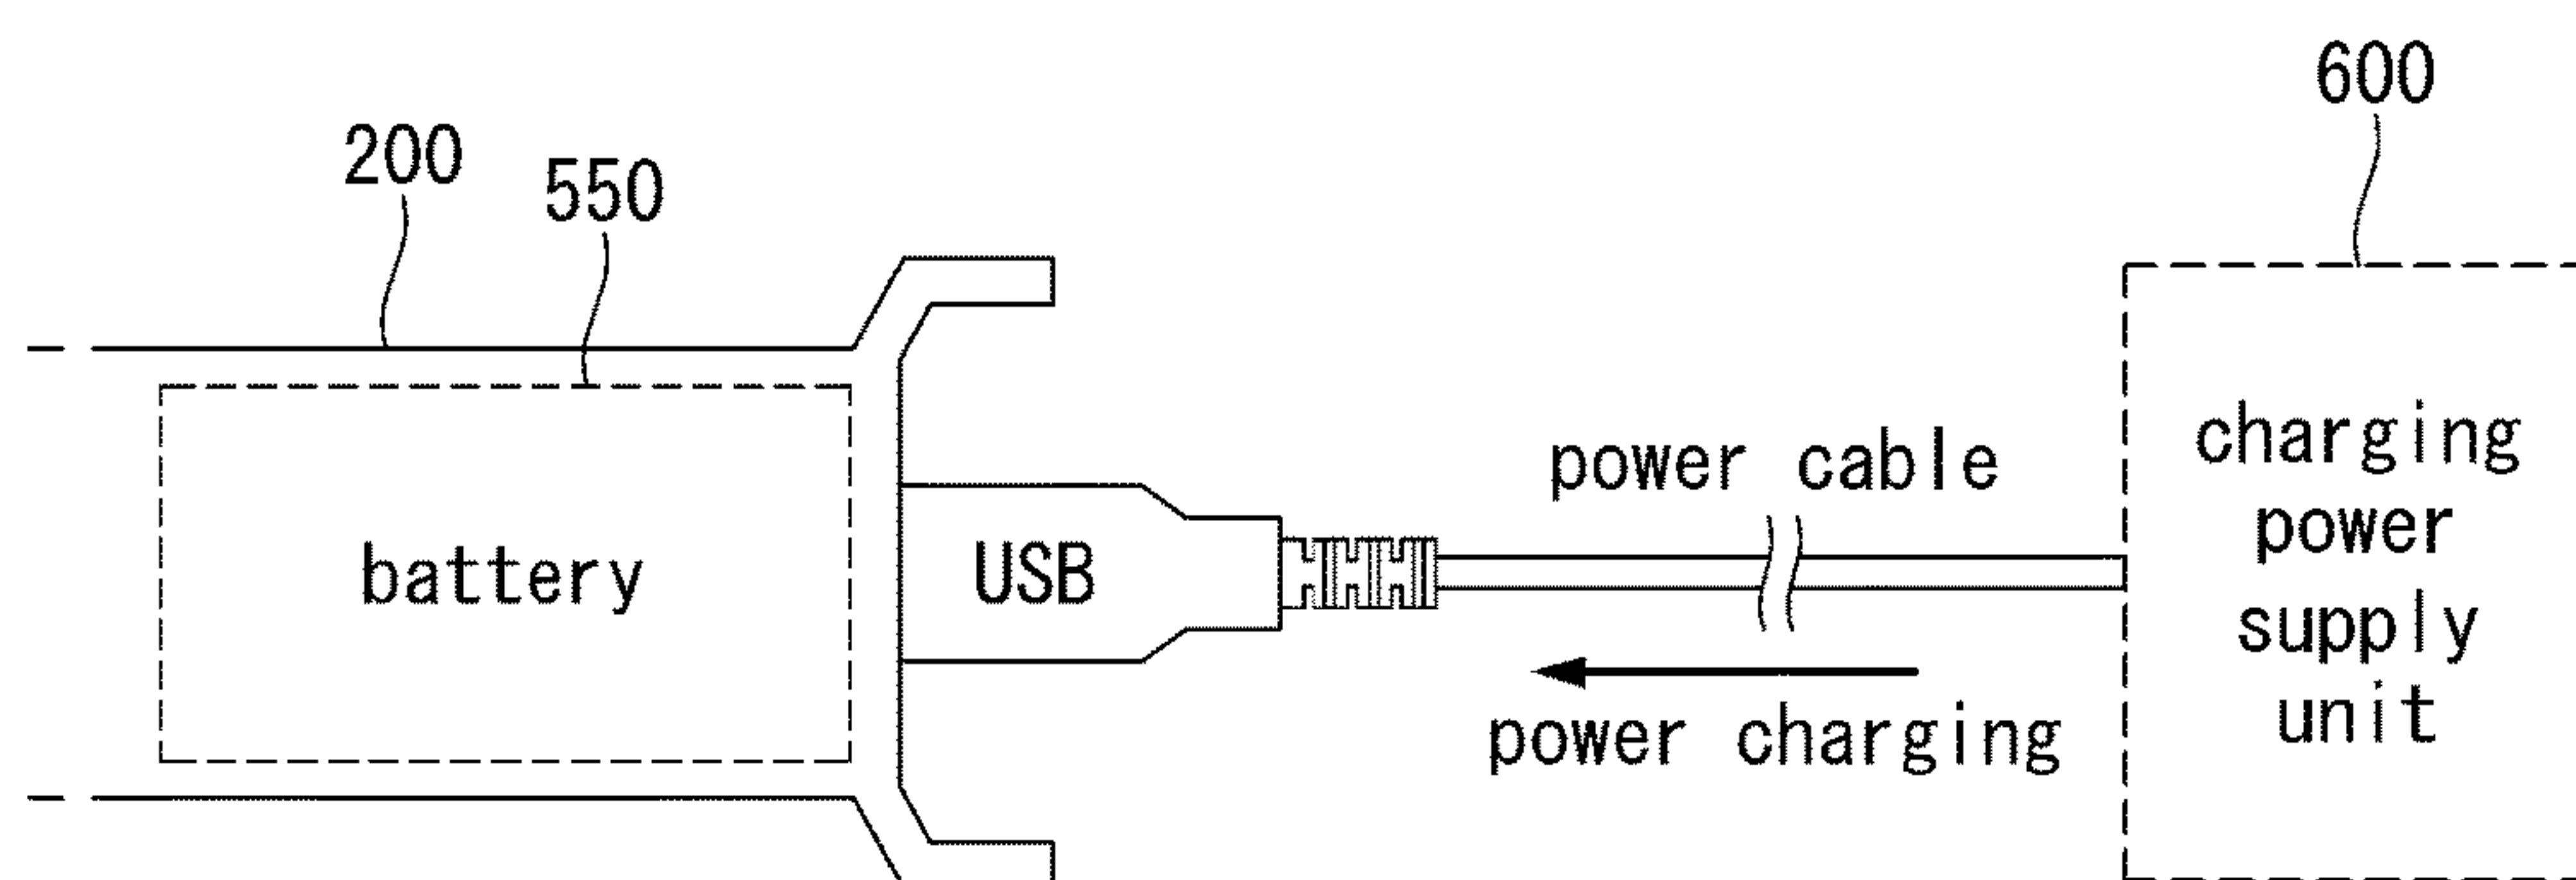 600
200
550
charging
power
supply
unit
power cable
battery
USB
power charging